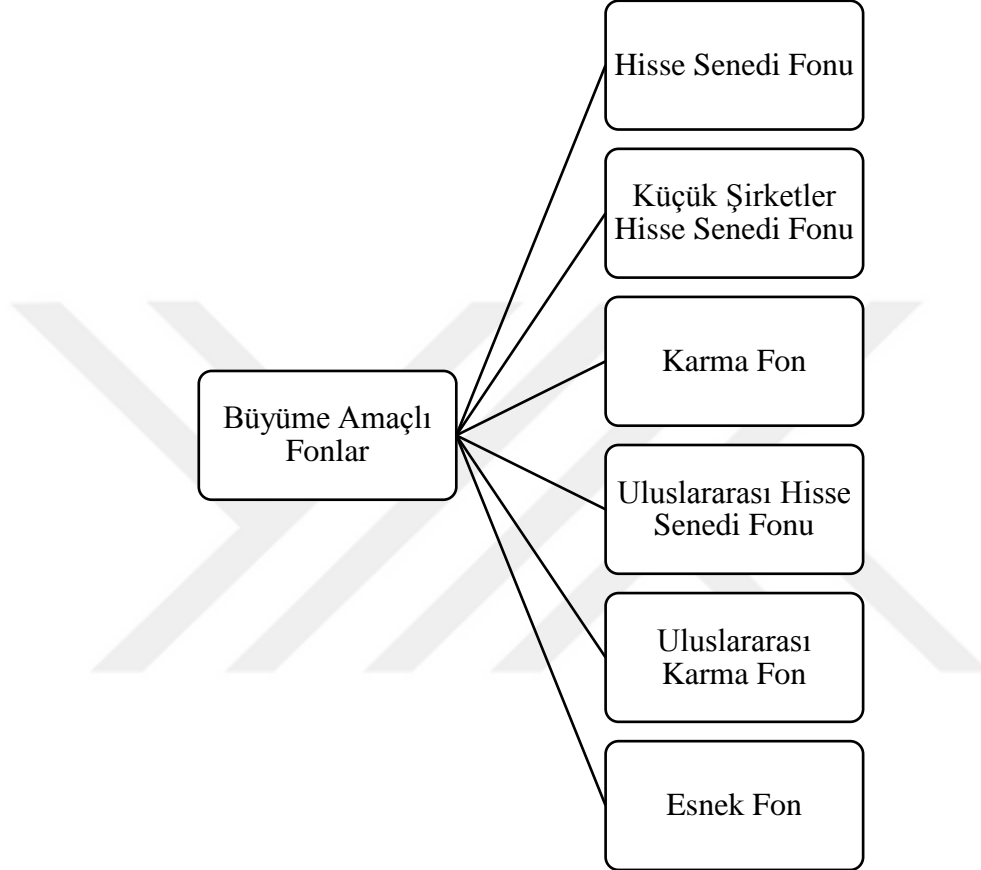 Hisse Senedi Fonu
Küçük Şirketler
Hisse Senedi Fonu
Karma Fon
Büyüme Amaçlı
Fonlar
Uluslararası Hisse
Senedi Fonu
Uluslararası
Karma Fon
Esnek Fon